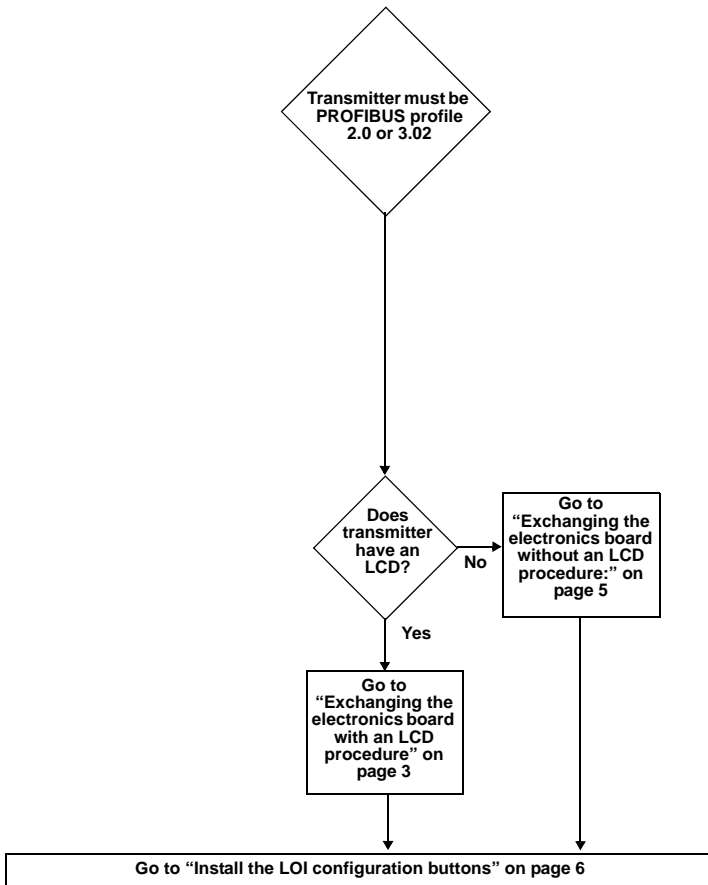 Transmitter must be
PROFIBUS profile
2.0 or 3.02
Does
transmitter
have an
LCD?
No
Go to
“Exchanging the
electronics board
without an LCD
procedure:” on
page 5
Yes
Go to
“Exchanging the
electronics board
with an LCD
procedure” on
page 3
Go to “Install the LOI configuration buttons” on page 6